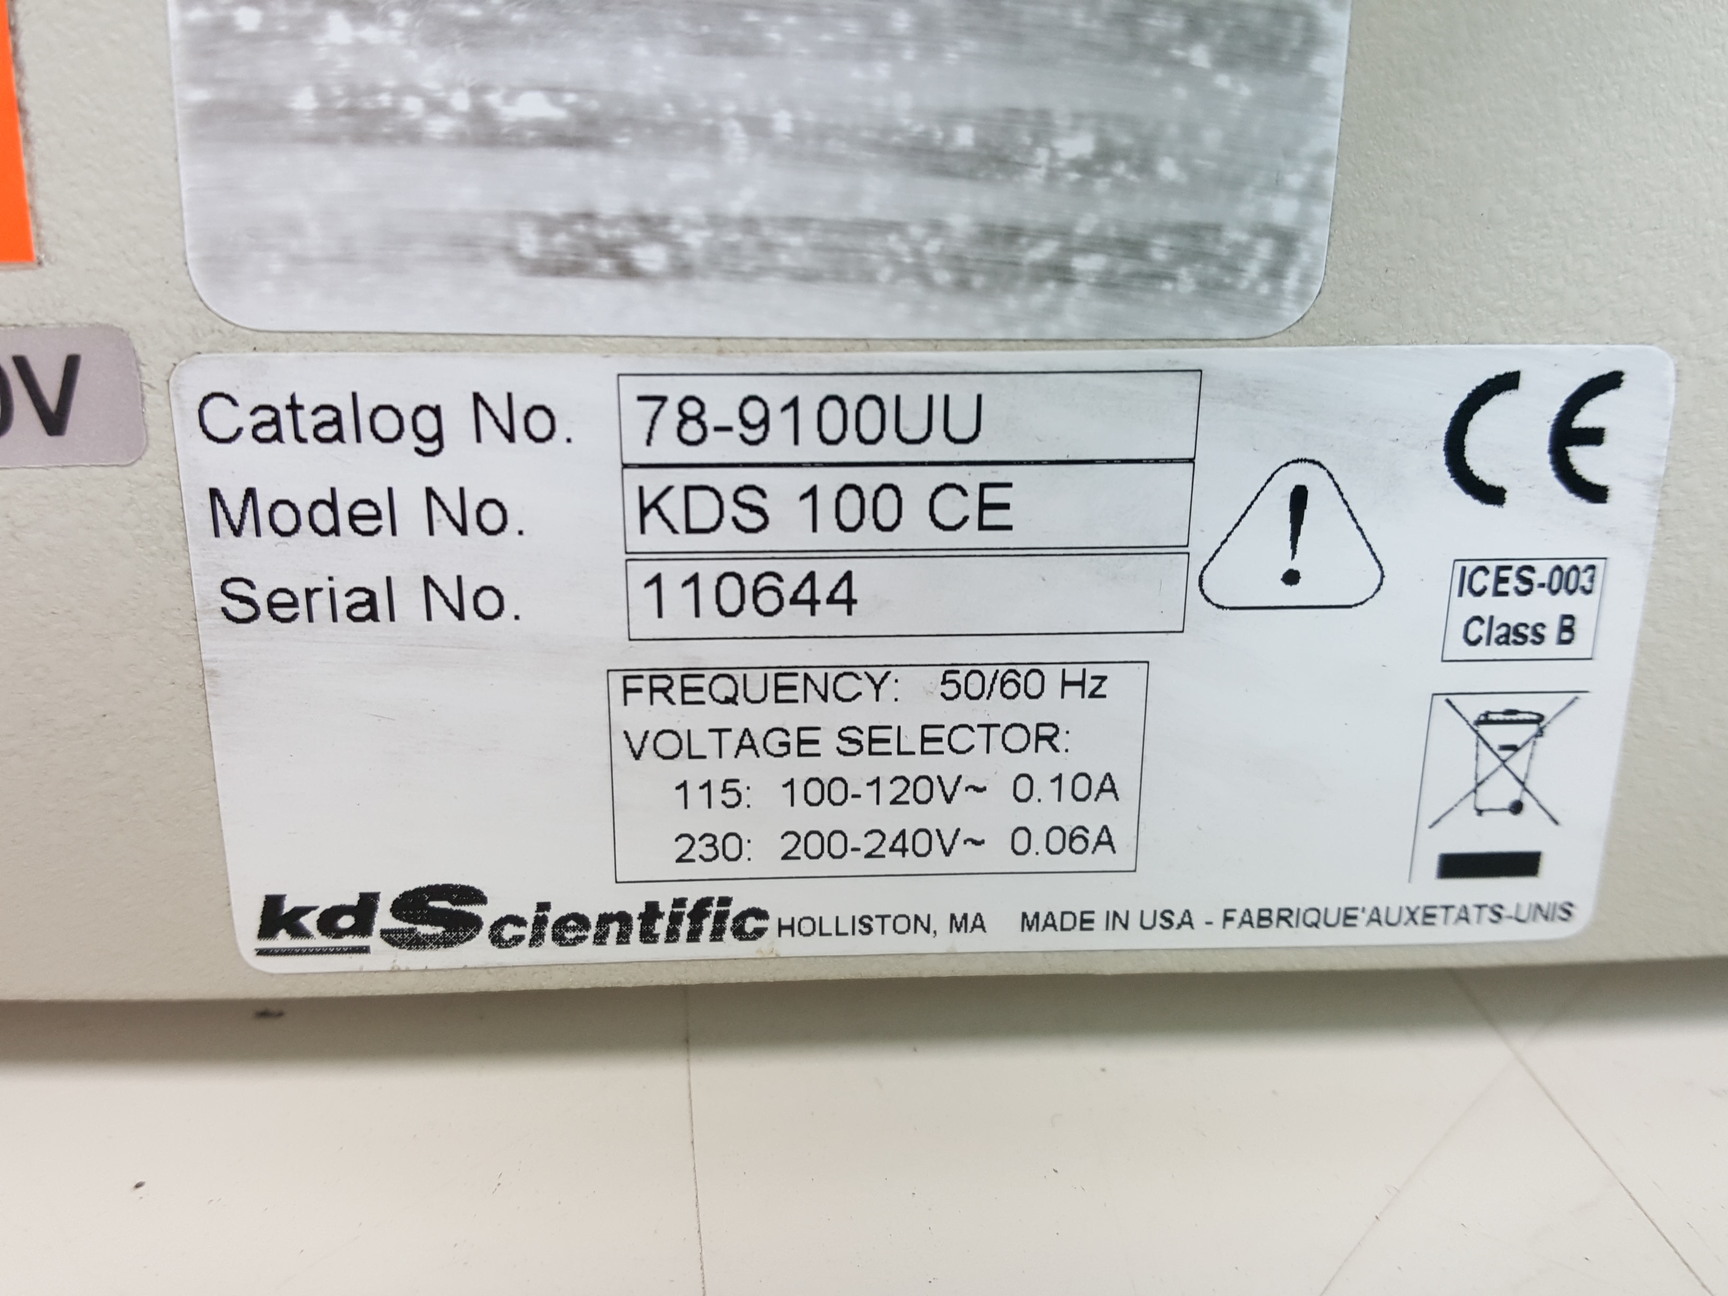 Catalog No. 78-9100UU
Model No. KDS 100 CE
Serial No. 110644
CE
ICES-003
Class B
FREQUENCY: 50/60 Hz
VOLTAGE SELECTOR:
115: 100-120V~ 0.10A
230: 200-240V~ 0.06A
kdScientific HOLLISTON, MA MADE IN USA - FABRIQUE'AUXETATS-UNIS